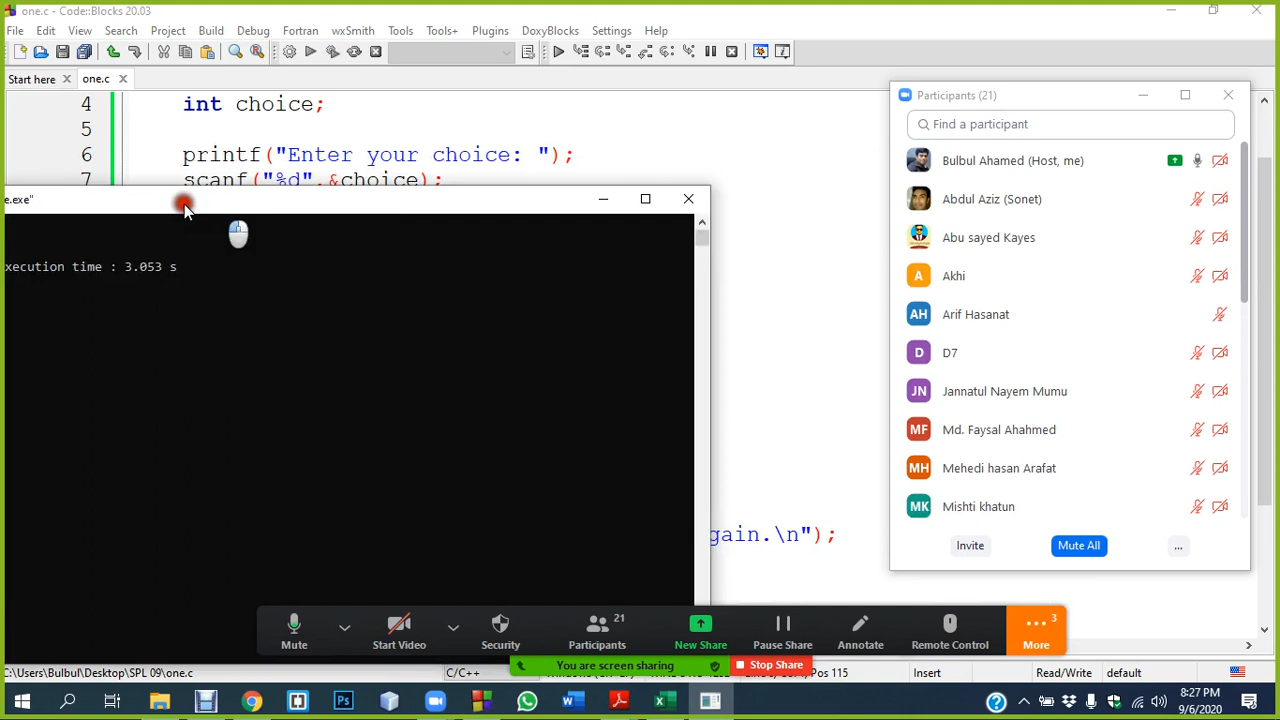 one.c - Code::Blocks 20.03
File Edit View Search Project Build Debug Fortran wxSmith Tools Tools+ Plugins DoxyBlocks Settings Help
Start here
one.c
4 int choice;
5
6 printf("Enter your choice: ");
7 scanf("%d",&choice);
e.exe"
xecution time : 3.053 s
gain.\n");
Participants (21)
Find a participant
Bulbul Ahamed (Host, me)
Abdul Aziz (Sonet)
Abu sayed Kayes
A Akhi
AH Arif Hasanat
D D7
JN Jannatul Nayem Mumu
MF Md. Faysal Ahahmed
MH Mehedi hasan Arafat
MK Mishti khatun
Invite Mute All ...
21
3
Mute Start Video Security Participants New Share Pause Share Annotate Remote Control More
You are screen sharing Stop Share
C:\Users\Bulbul\Desktop\SPL 09\one.c C/C++ Pos 115 Insert Read/Write default
8:27 PM
9/6/2020